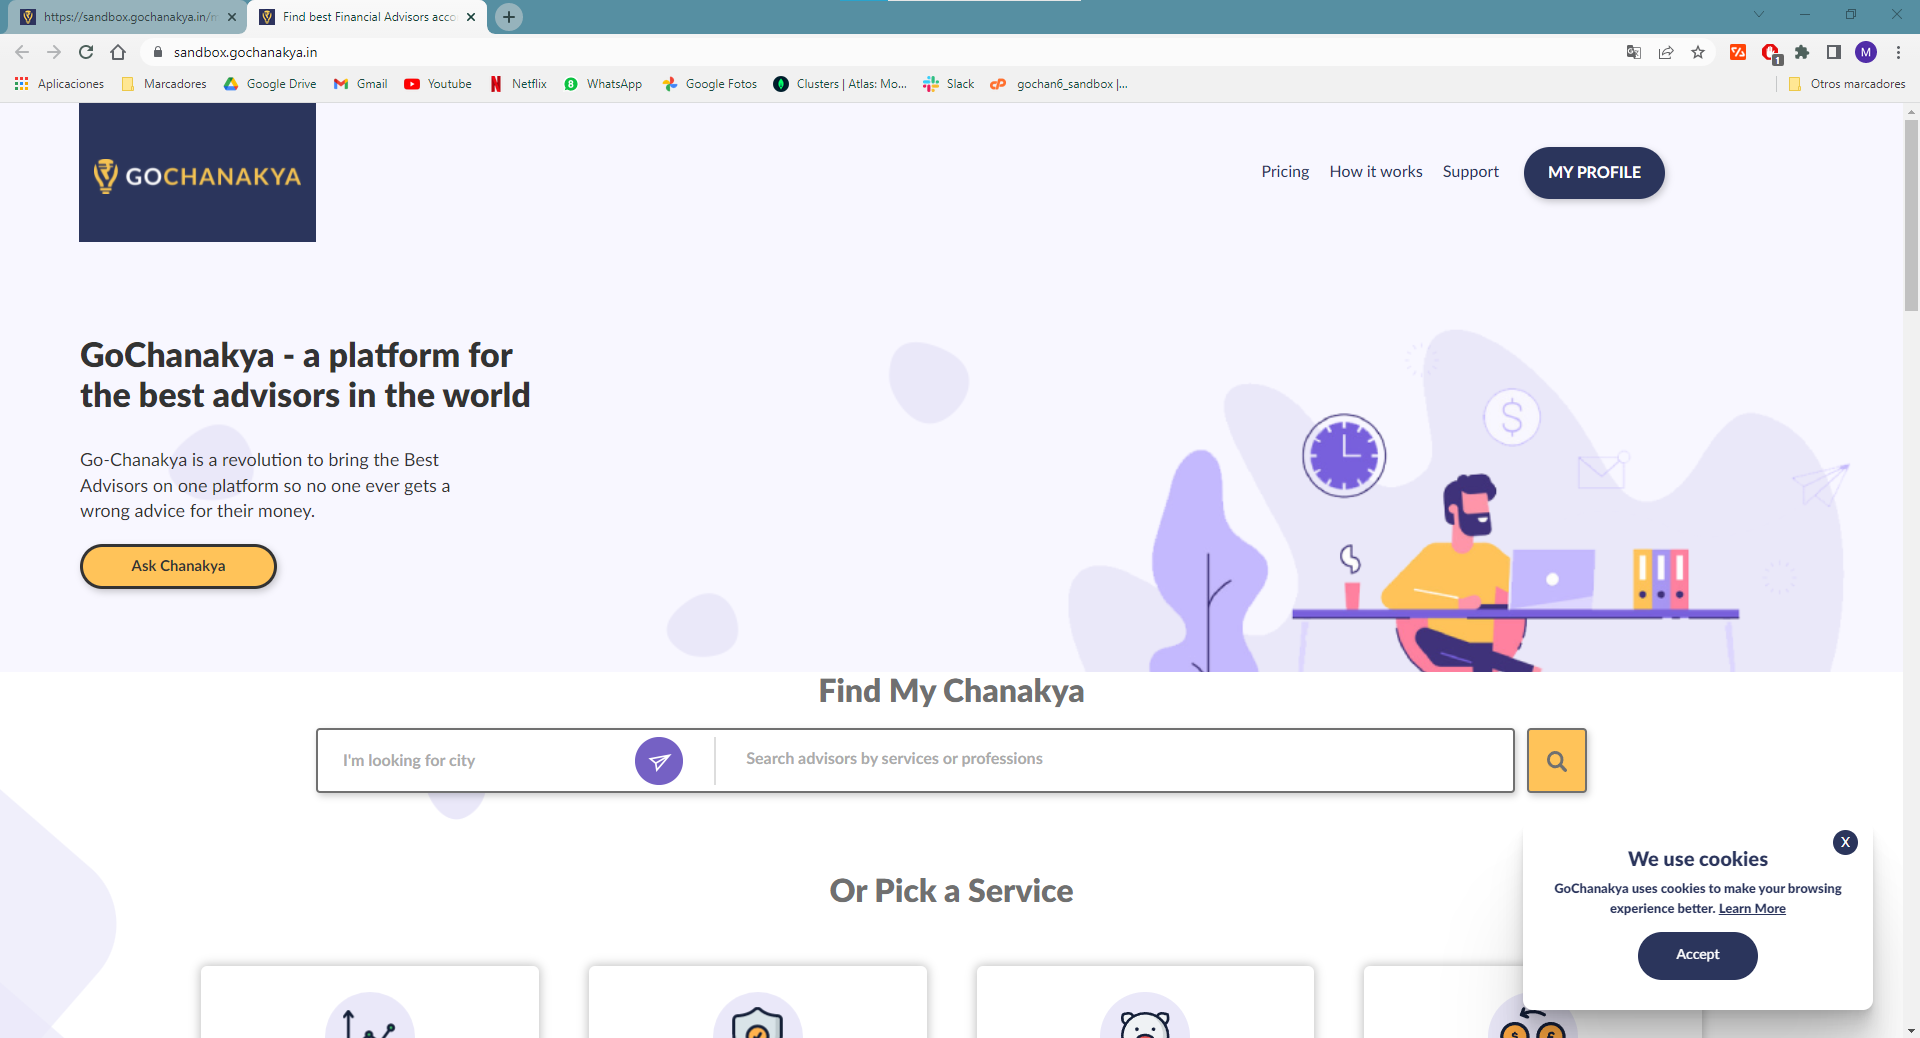 https://sandbox.gochanakya.in/m
Find best Financial Advisors acco
sandbox.gochanakya.in
1
M
Aplicaciones
Marcadores
Google Drive
Gmail
Youtube
Netflix
8
WhatsApp
Google Fotos
Clusters | Atlas: Mo...
Slack
cP
gochan6_sandbox |...
Otros marcadores
GOCHANAKYA
Pricing
How it works
Support
MY PROFILE
GoChanakya - a platform for
the best advisors in the world
Go-Chanakya is a revolution to bring the Best
Advisors on one platform so no one ever gets a
wrong advice for their money.
Ask Chanakya
$
Find My Chanakya
I'm looking for city
Search advisors by services or professions
Or Pick a Service
X
We use cookies
GoChanakya uses cookies to make your browsing
experience better. Learn More
Accept